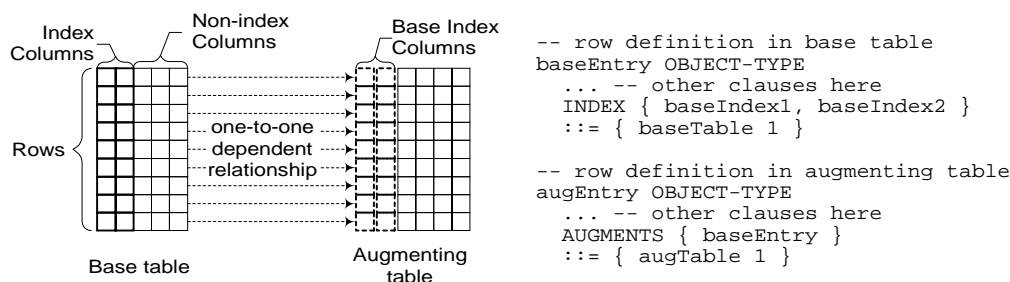 Index
Columns
Non-index
Columns
Base Index
Columns
Rows
one-to-one
dependent
relationship
Base table
Augmenting
table
-- row definition in base table
baseEntry OBJECT-TYPE
  ... -- other clauses here
  INDEX { baseIndex1, baseIndex2 }
  ::= { baseTable 1 }
-- row definition in augmenting table
augEntry OBJECT-TYPE
  ... -- other clauses here
  AUGMENTS { baseEntry }
  ::= { augTable 1 }